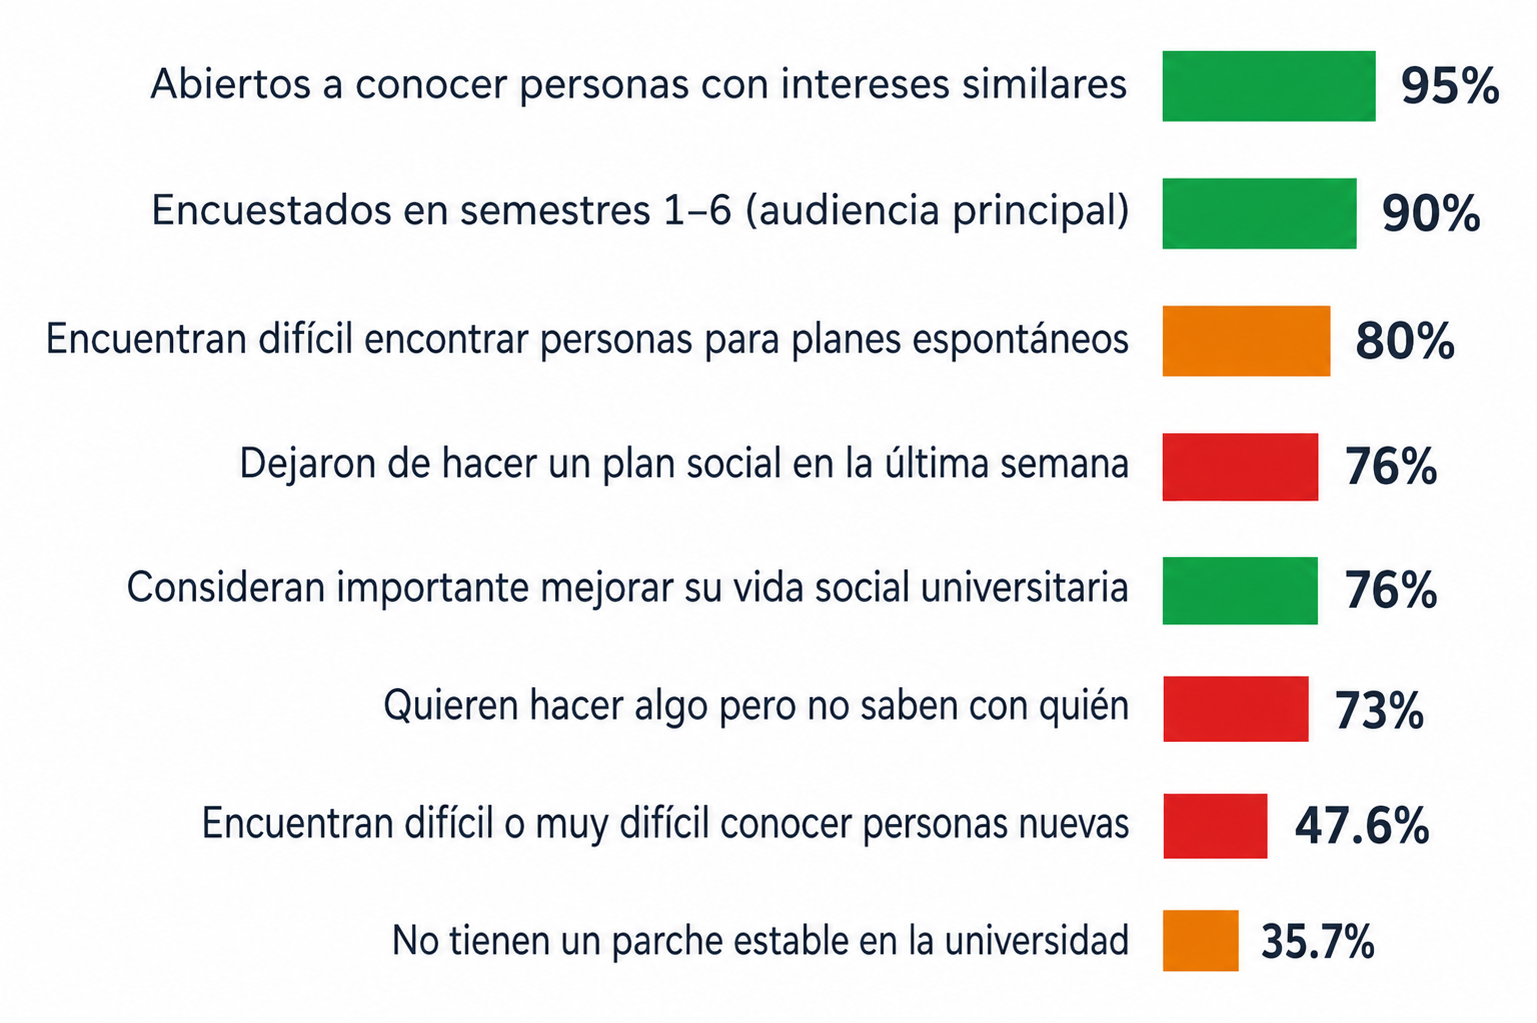 Abiertos a conocer personas con intereses similares 95%
Encuestados en semestres 1–6 (audiencia principal) 90%
Encuentran difícil encontrar personas para planes espontáneos 80%
Dejaron de hacer un plan social en la última semana 76%
Consideran importante mejorar su vida social universitaria 76%
Quieren hacer algo pero no saben con quién 73%
Encuentran difícil o muy difícil conocer personas nuevas 47.6%
No tienen un parche estable en la universidad 35.7%